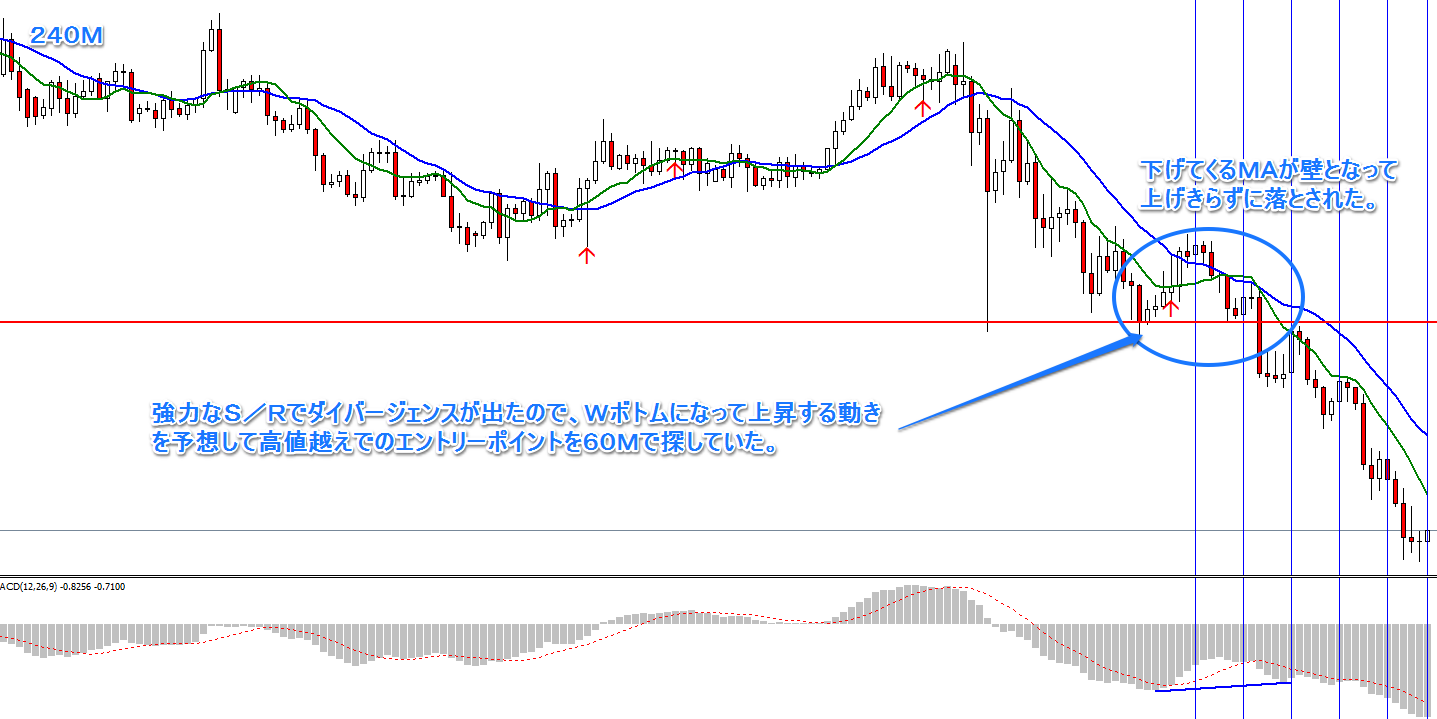 240M
下げてくるMAが壁となって
上げきらずに落とされた。
強力なS/Rでダイバージェンスが出たので、Wボトムになって上昇する動き
を予想して高値越えでのエントリーポイントを60Mで探していた。
ACD(12,26,9) -0.8256 -0.7100